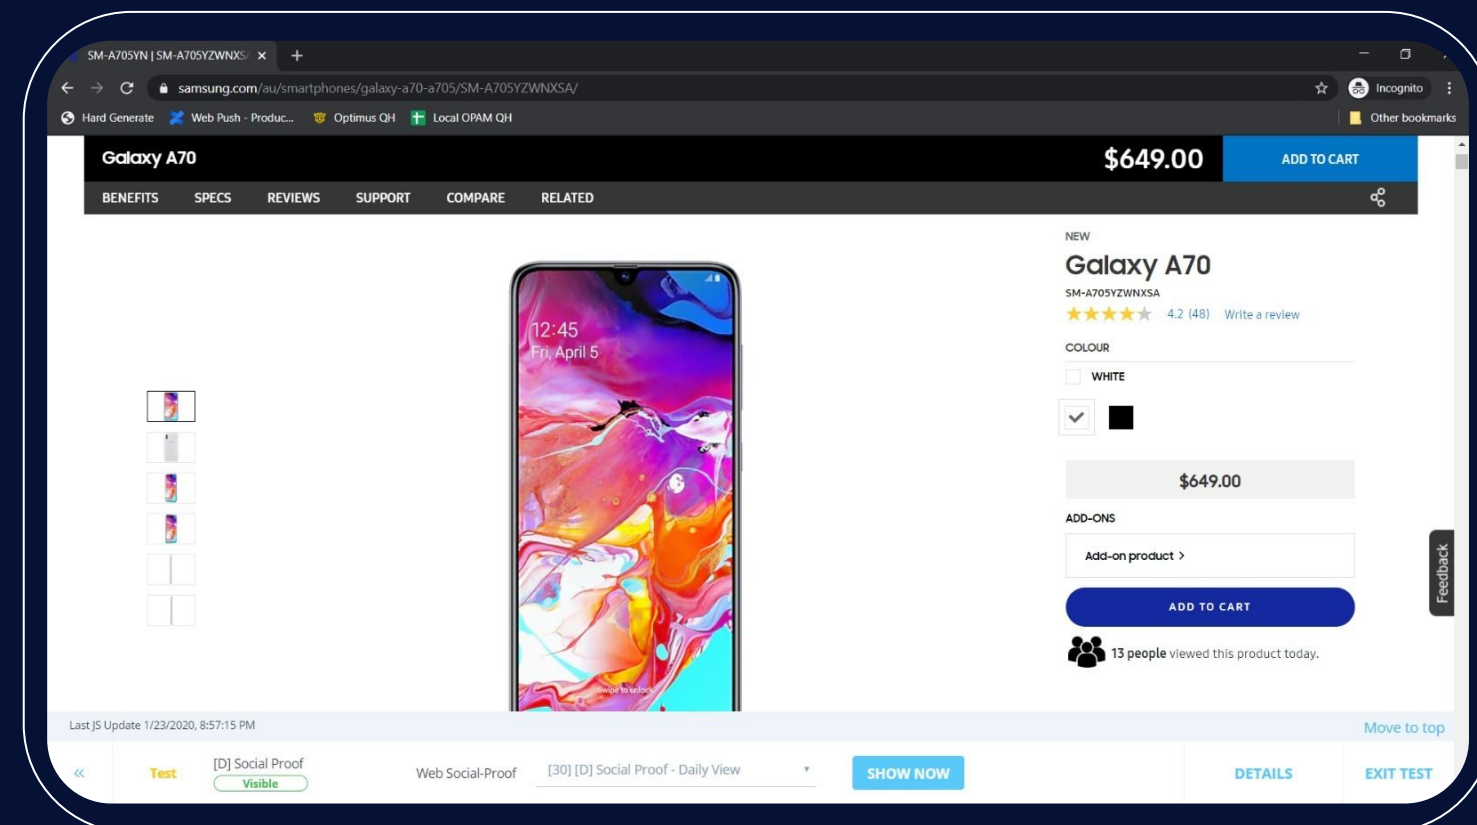 SM-A705YN | SM-A705YZWNXS
samsung.com/au/smartphones/galaxy-a70-a705/SM-A705YZWNXSA/
Incognito
Hard Generate
Web Push - Produc...
Optimus QH
Local OPAM QH
Other bookmarks
Galaxy A70
$649.00
ADD TO CART
BENEFITS
SPECS
REVIEWS
SUPPORT
COMPARE
RELATED
12:45
Fri, April 5
Swipe to unlock
NEW
Galaxy A70
SM-A705YZWNXSA
4.2 (48) Write a review
COLOUR
WHITE
$649.00
ADD-ONS
Add-on product >
ADD TO CART
13 people viewed this product today.
Feedback
Last JS Update 1/23/2020, 8:57:15 PM
Move to top
«
Test
[D] Social Proof
Visible
Web Social-Proof
[30] [D] Social Proof - Daily View
SHOW NOW
DETAILS
EXIT TEST